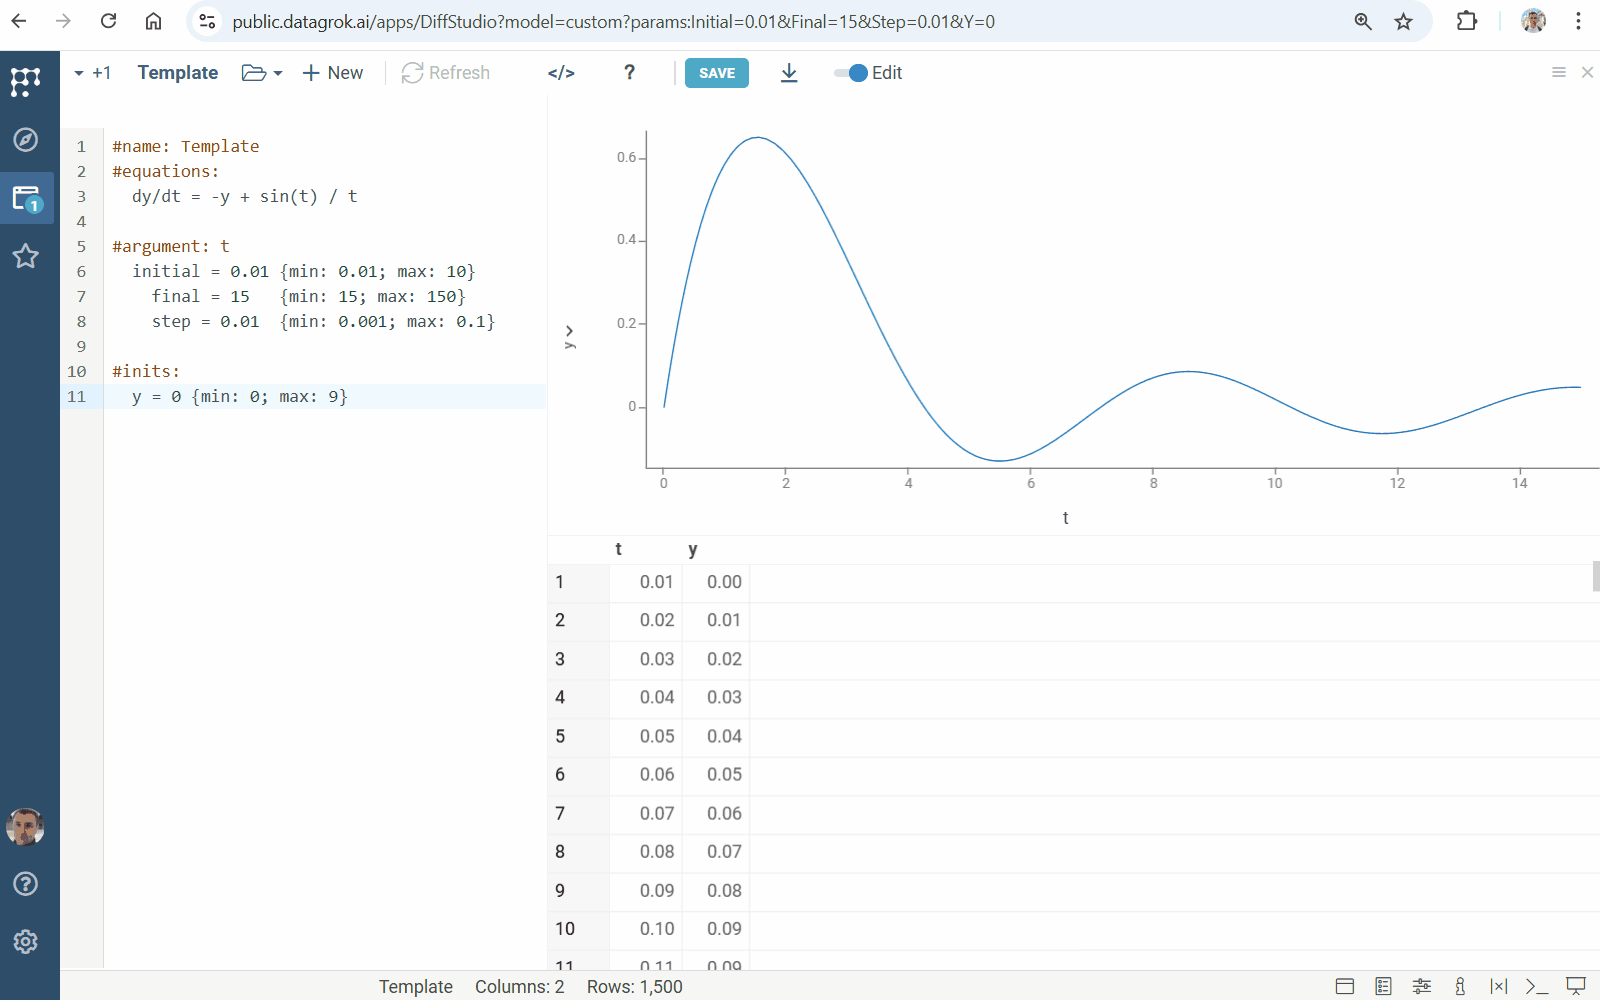 public.datagrok.ai/apps/DiffStudio?model=custom?params:Initial=0.01&Final=15&Step=0.01&Y=0
+1 Template New Refresh </> ? SAVE Edit
1 #name: Template
2 #equations:
3 dy/dt = -y + sin(t) / t
4
5 #argument: t
6 initial = 0.01 {min: 0.01; max: 10}
7 final = 15 {min: 15; max: 150}
8 step = 0.01 {min: 0.001; max: 0.1}
9
10 #inits:
11 y = 0 {min: 0; max: 9}
1
0.6
0.4
0.2
0
y
0 2 4 6 8 10 12 14
t
t y
1 0.01 0.00
2 0.02 0.01
3 0.03 0.02
4 0.04 0.03
5 0.05 0.04
6 0.06 0.05
7 0.07 0.06
8 0.08 0.07
9 0.09 0.08
10 0.10 0.09
11 0.11 0.09
Template Columns: 2 Rows: 1,500